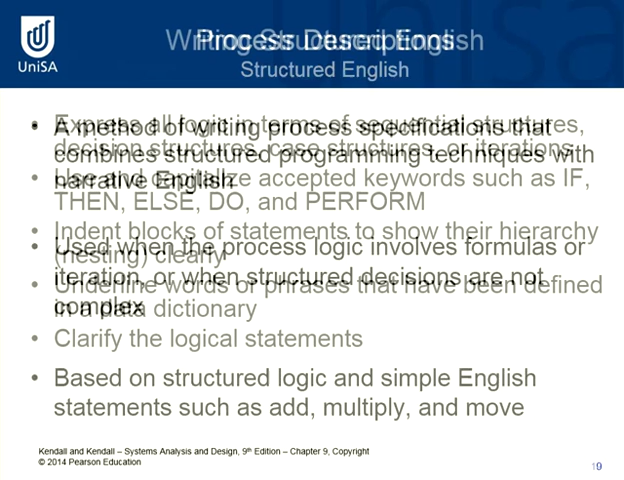 UniSA
Writing Structured English
Process Descriptions
Structured English
• Express all logic in terms of sequential structures,
decision structures, case structures, or iterations
• A method of writing process specifications that
combines structured programming techniques with
narrative English
• Use and capitalize accepted keywords such as IF,
THEN, ELSE, DO, and PERFORM
• Indent blocks of statements to show their hierarchy
(nesting) clearly
• Used when the process logic involves formulas or
iteration, or when structured decisions are not
complex
• Underline words or phrases that have been defined
in a data dictionary
• Clarify the logical statements
• Based on structured logic and simple English
statements such as add, multiply, and move
Kendall and Kendall – Systems Analysis and Design, 9th Edition – Chapter 9, Copyright
© 2014 Pearson Education